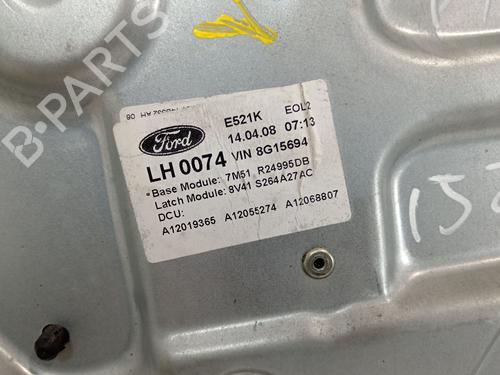 E521K EOL2
Ford
14.04.08 07:13
LH 0074 VIN 8G15694
Base Module: 7M51 R24995DB
Latch Module: 8V41 S264A27AC
DCU:
A12019365 A12055274 A12068807
B-PARTS